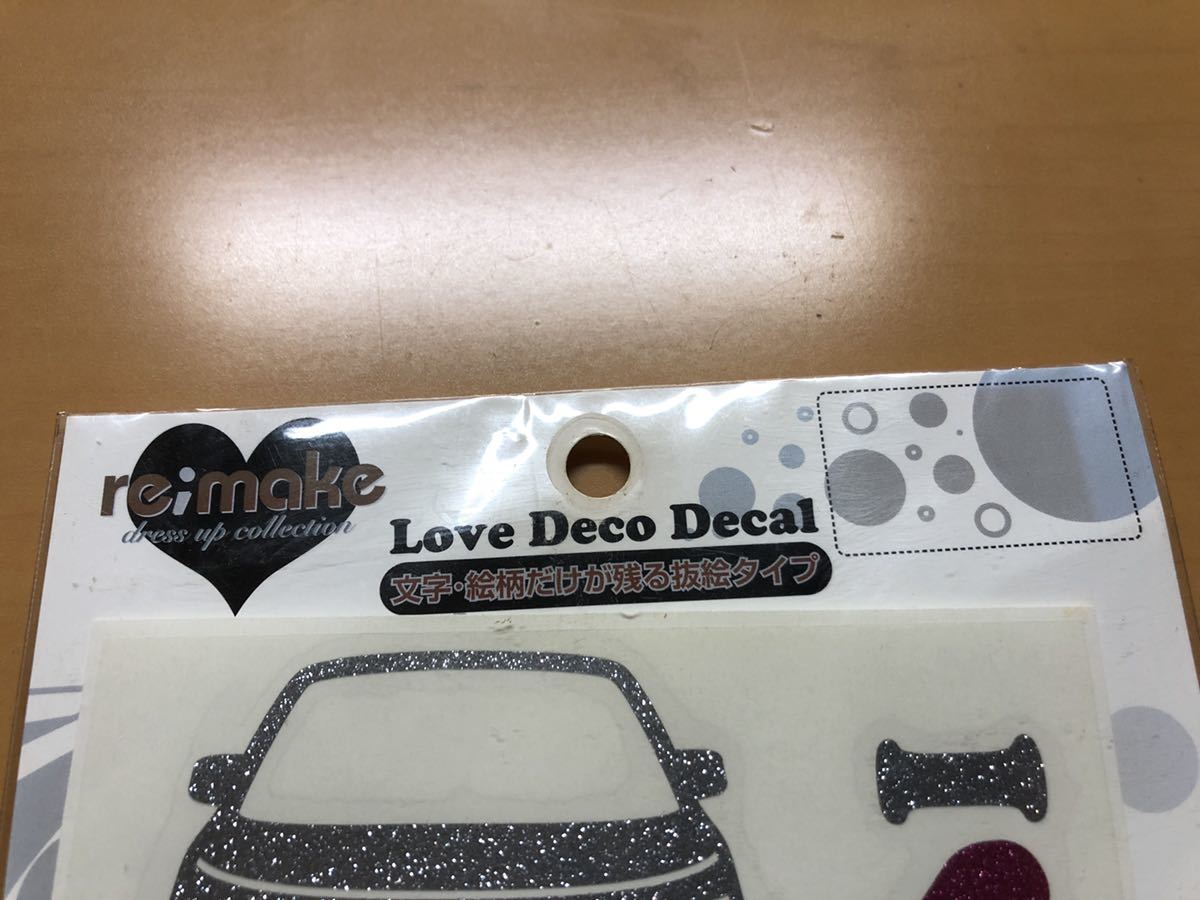 re:make
dress up collection
Love Deco Decal
文字・絵柄だけが残る抜絵タイプ